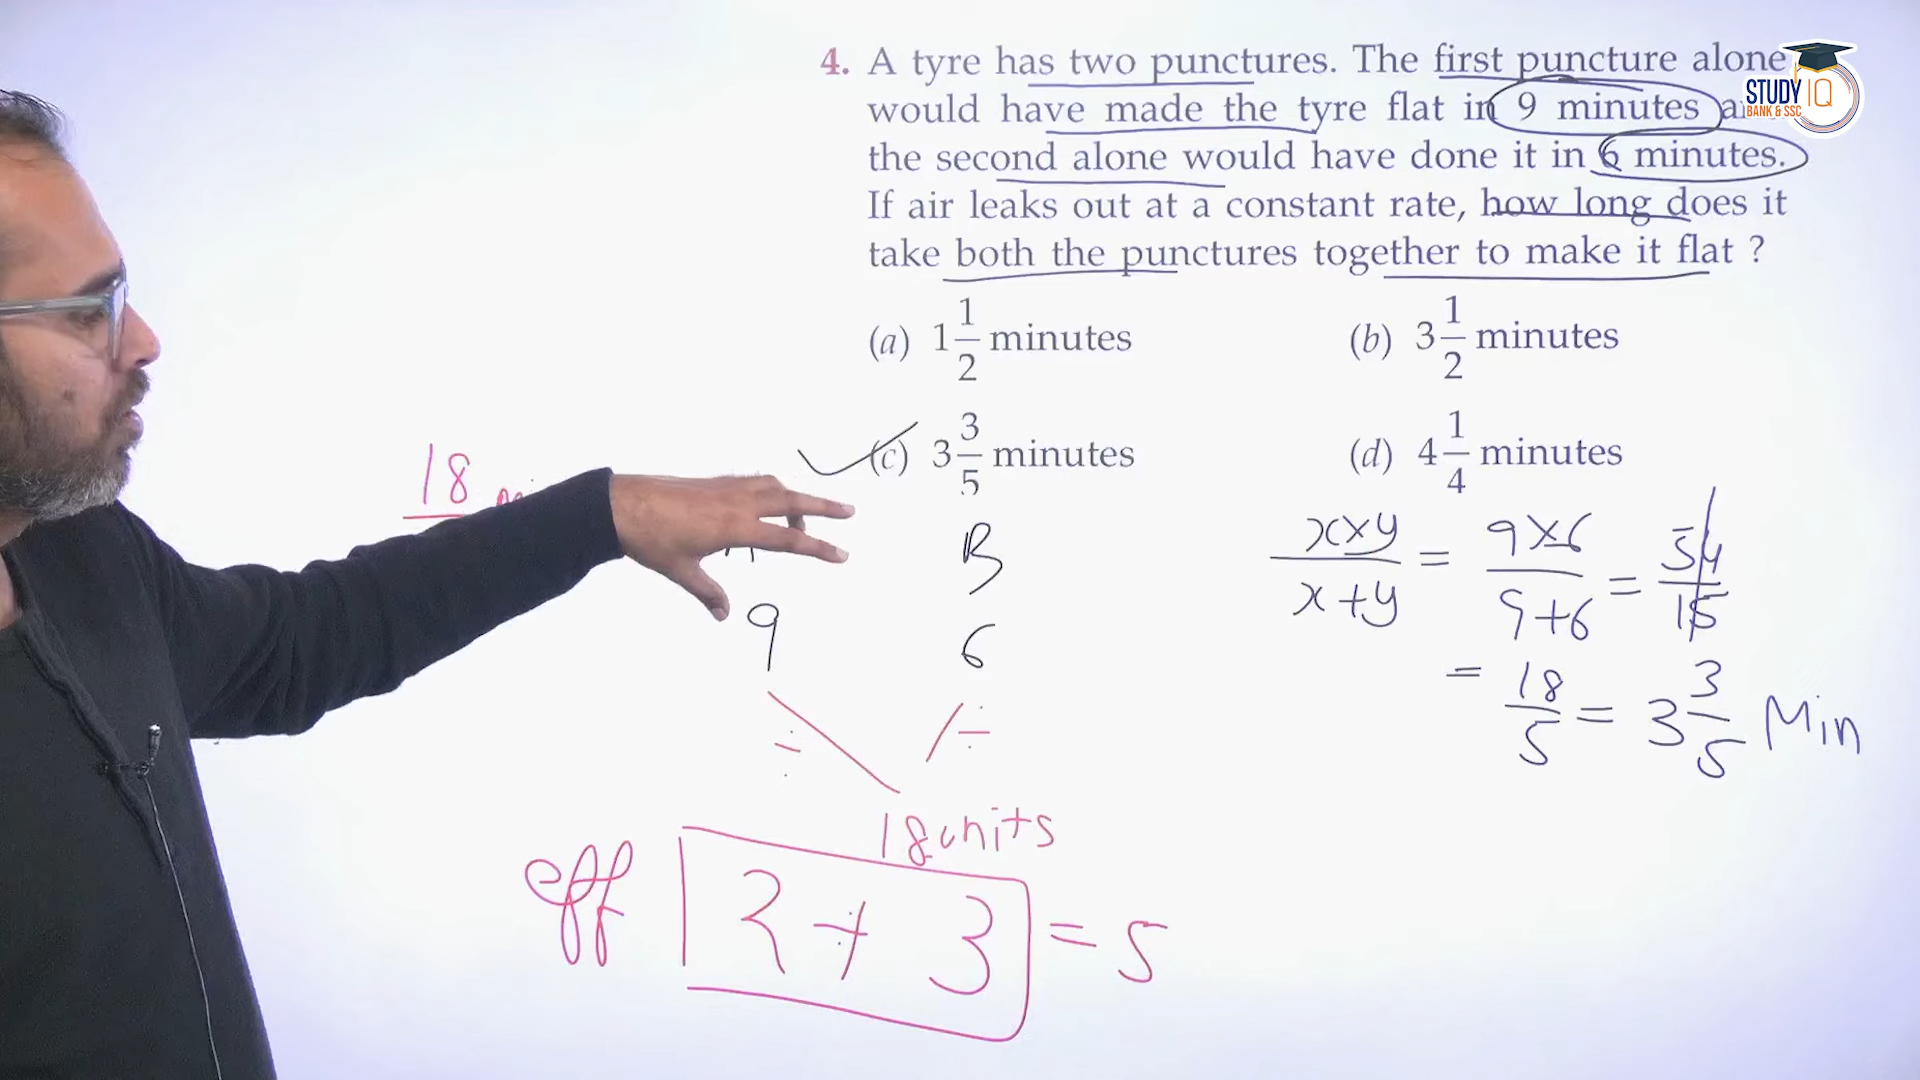 4. A tyre has two punctures. The first puncture alone
would have made the tyre flat in 9 minutes
the second alone would have done it in 6 minutes.
If air leaks out at a constant rate, how long does it
take both the punctures together to make it flat ?
(a) 1 1/2 minutes
(b) 3 1/2 minutes
(c) 3 3/5 minutes
(d) 4 1/4 minutes
STUDY IQ
BANK & SSC
18
B
9
6
÷
÷
18 units
eff 2 + 3 = 5
x×y/x+y = 9×6/9+6 = 54/15
= 18/5 = 3 3/5 Min